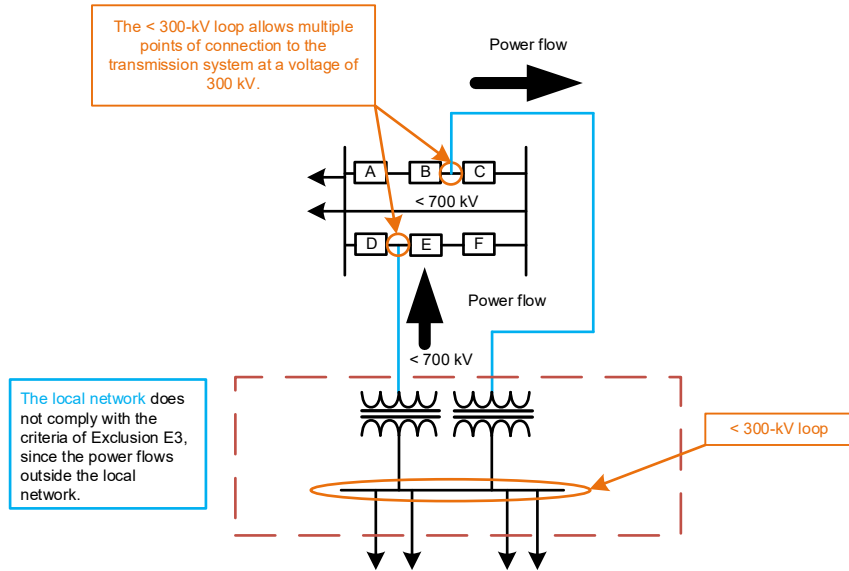 The < 300-kV loop allows multiple
points of connection to the
transmission system at a voltage of
300 kV.
Power flow
A
B
C
< 700 kV
D
E
F
Power flow
< 700 kV
The local network does
not comply with the
criteria of Exclusion E3,
since the power flows
outside the local
network.
< 300-kV loop